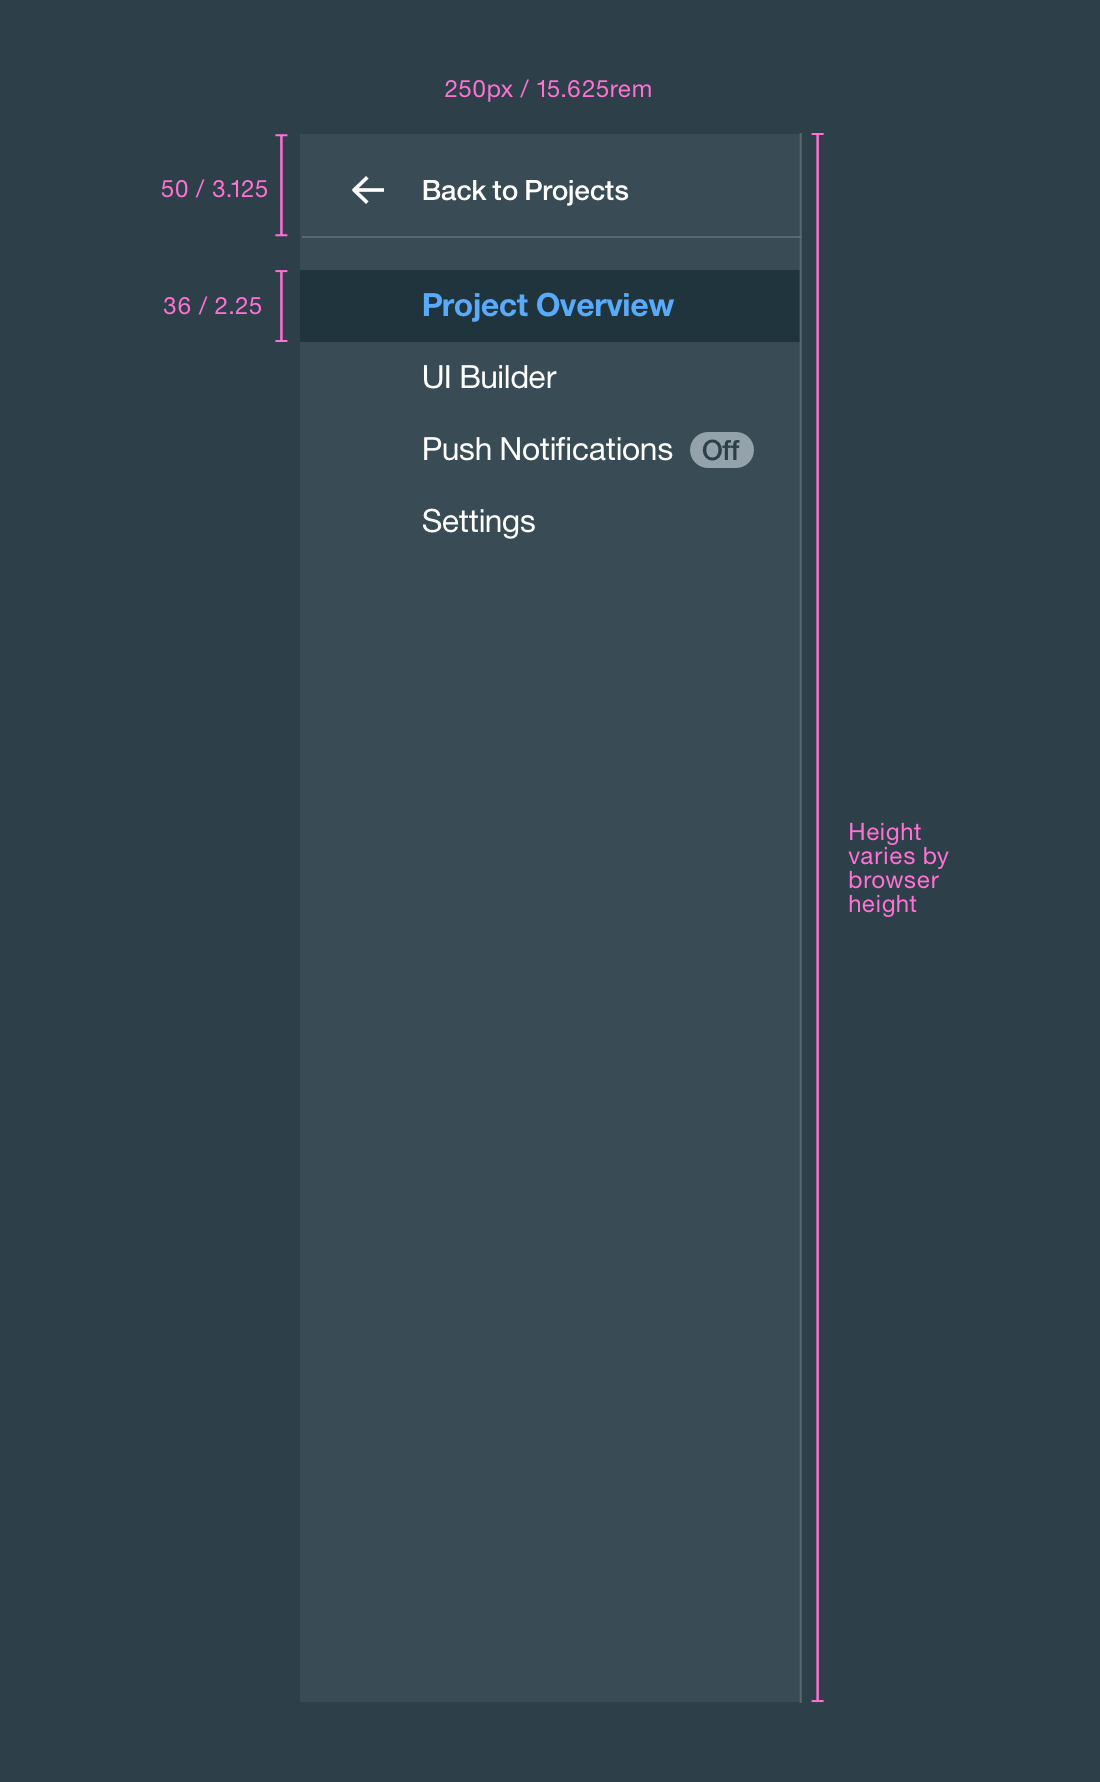 250px / 15.625rem
50 / 3.125
Back to Projects
36 / 2.25
Project Overview
UI Builder
Push Notifications Off
Settings
Height
varies by
browser
height